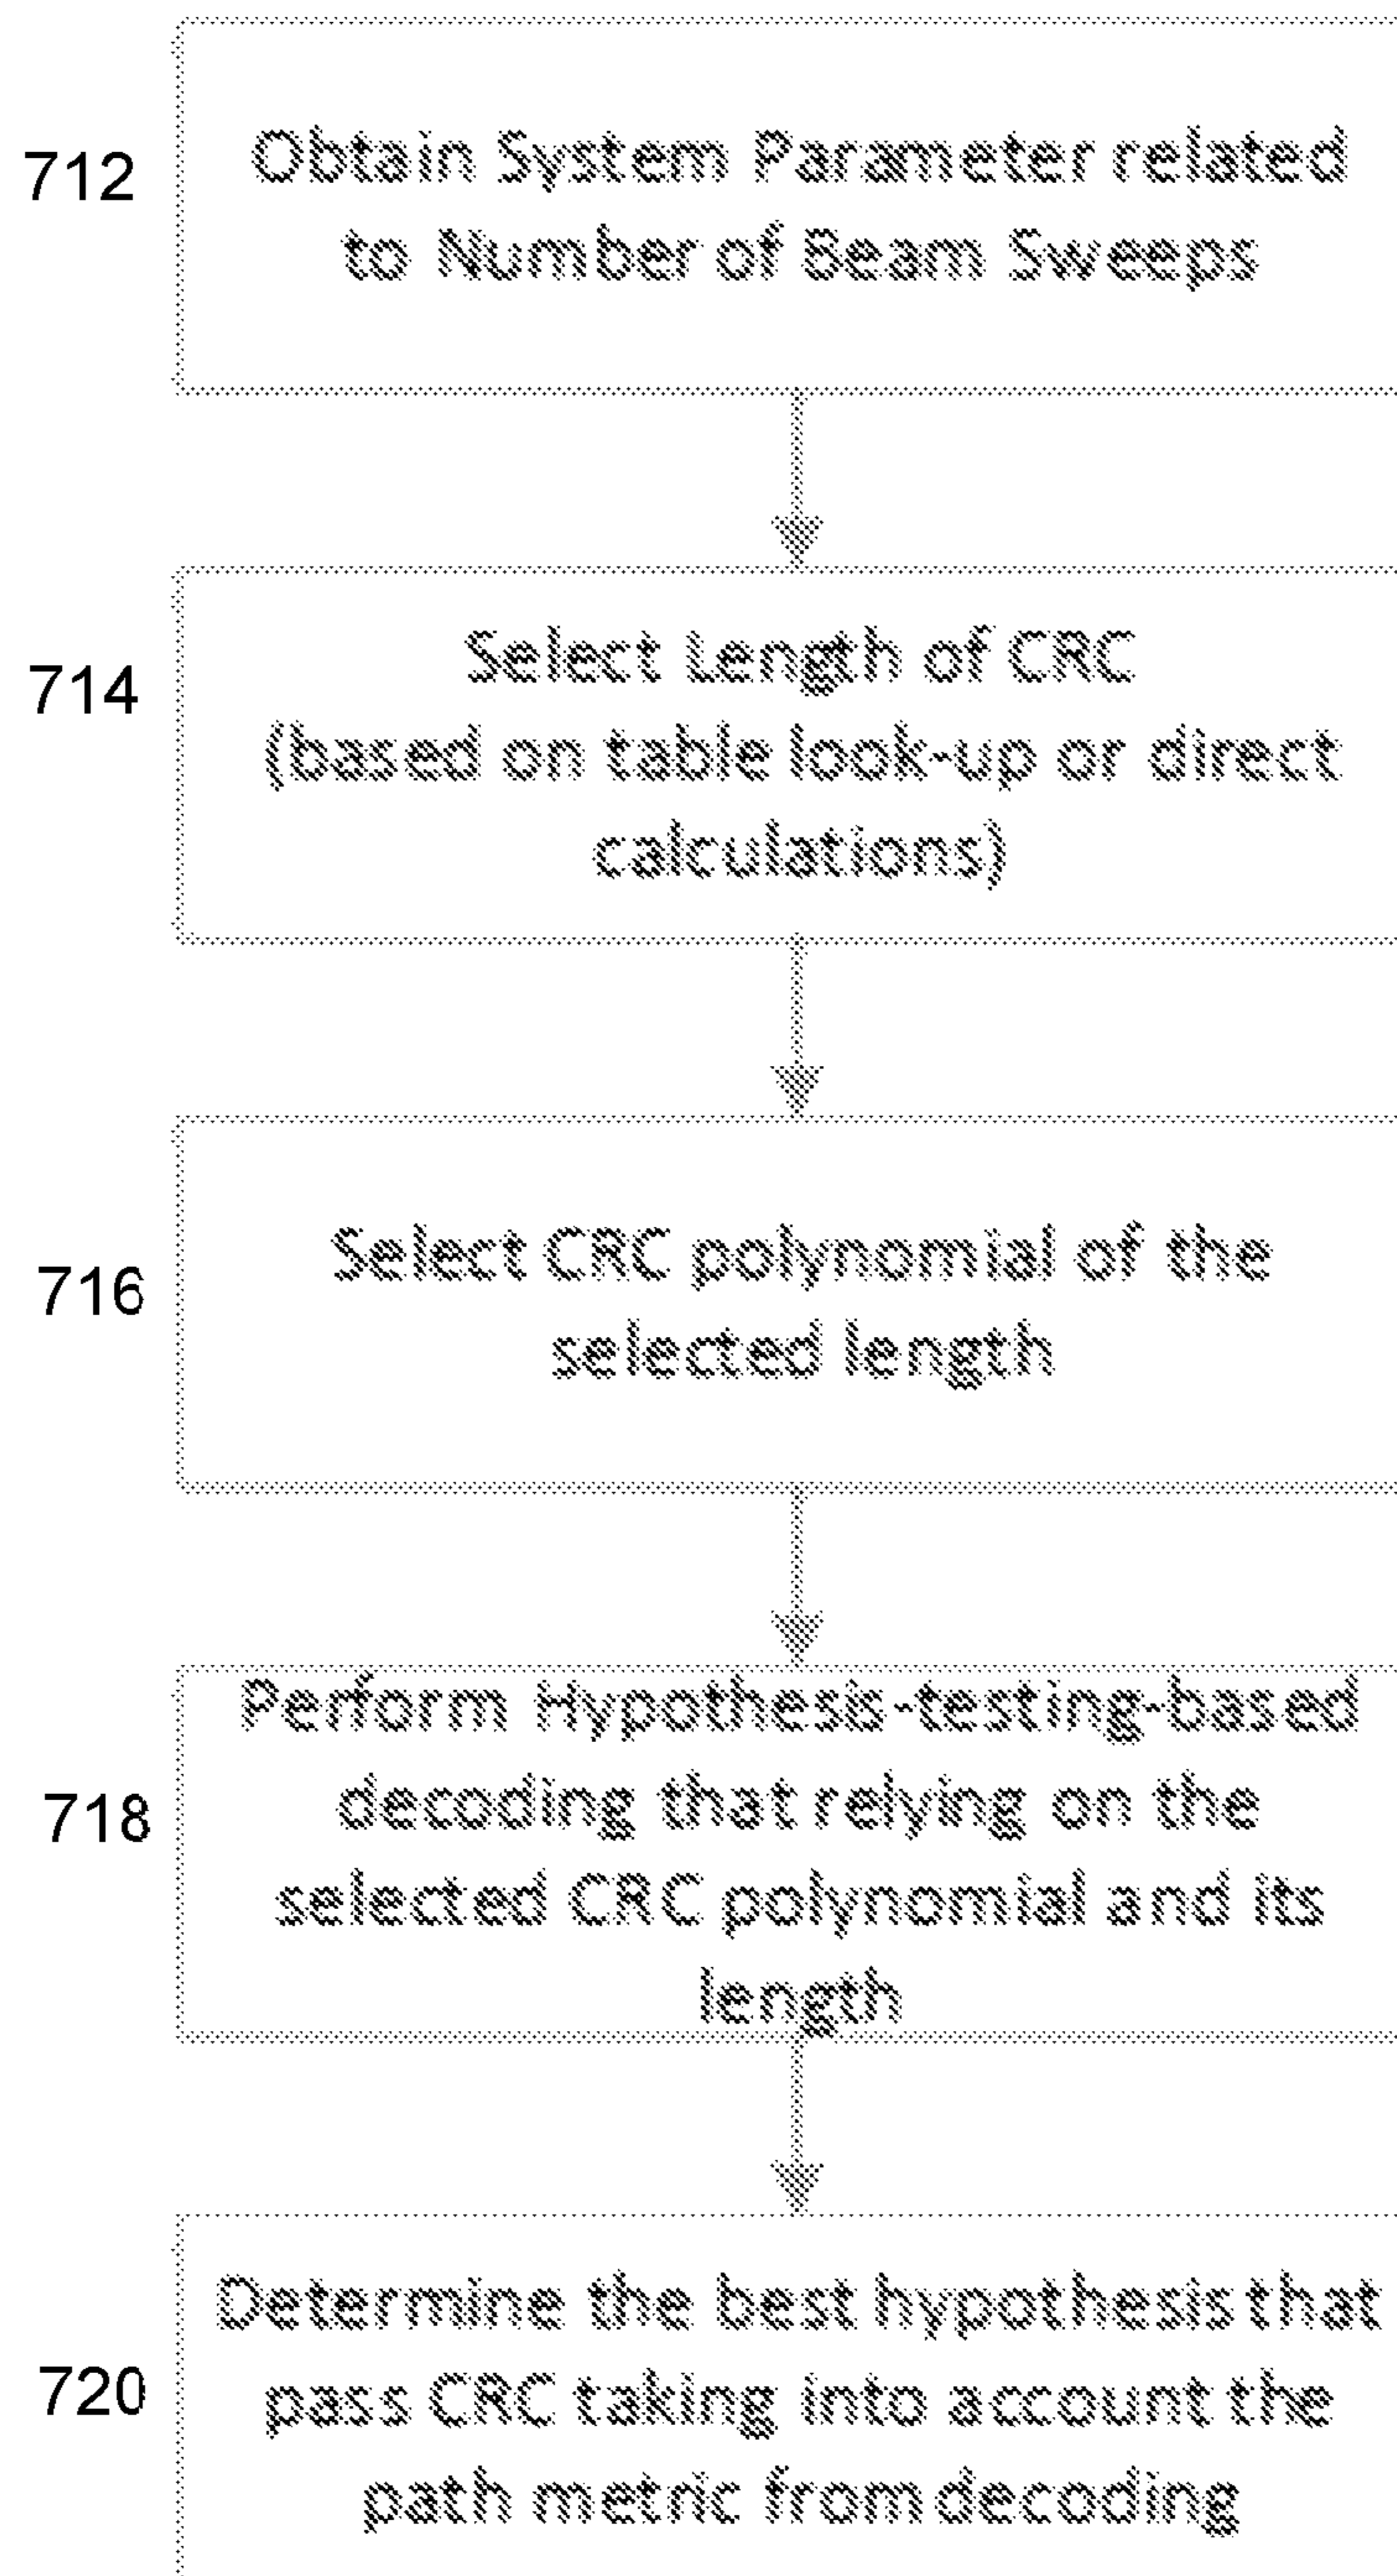 712
Obtain System Parameter related
to Number of Beam Sweeps
714
Select Length of CRC
(based on table look-up or direct
calculations)
716
Select CRC polynomial of the
selected length
718
Perform Hypothesis-testing-based
decoding that relying on the
selected CRC polynomial and its
length
720
Determine the best hypothesis that
pass CRC taking into account the
path metric from decoding